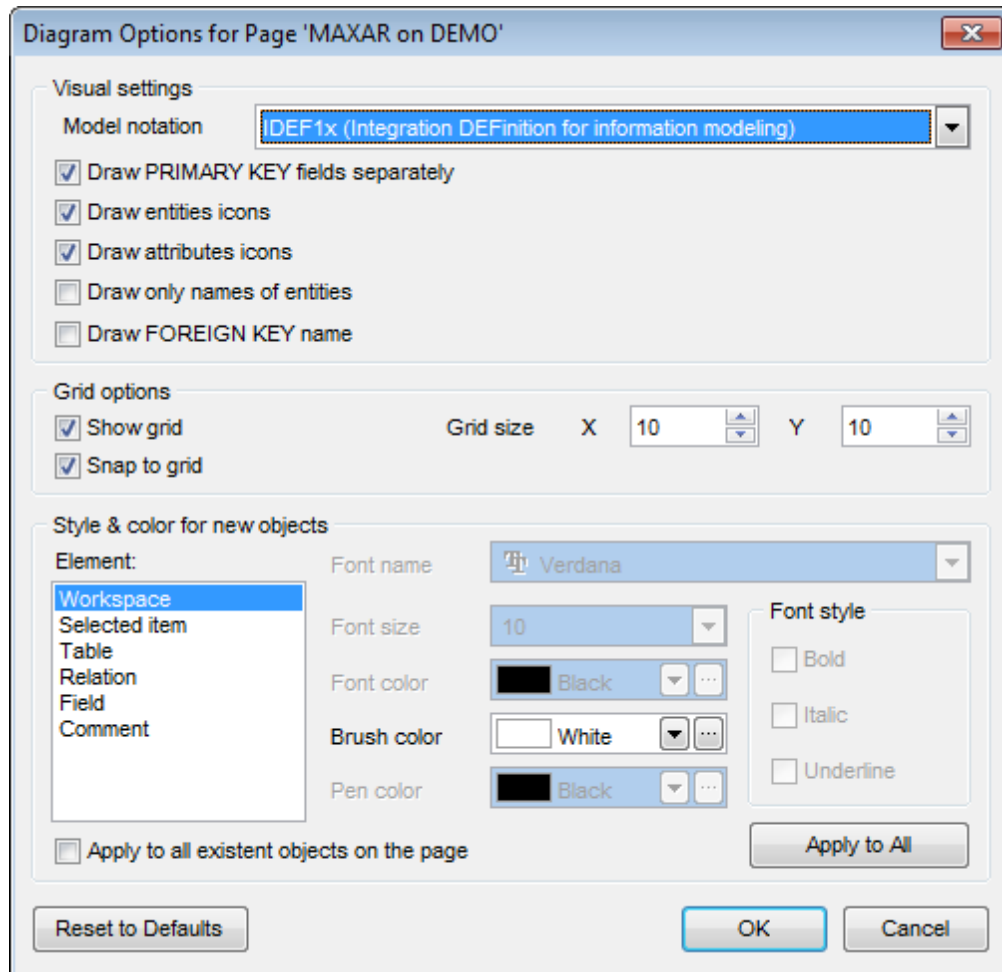 Diagram Options for Page 'MAXAR on DEMO'
Visual settings
Model notation IDEF1x (Integration DEFinition for information modeling)
Draw PRIMARY KEY fields separately
Draw entities icons
Draw attributes icons
Draw only names of entities
Draw FOREIGN KEY name
Grid options
Show grid Grid size X 10 Y 10
Snap to grid
Style & color for new objects
Element: Font name Verdana
Workspace
Selected item Font size 10 Font style
Table Bold
Relation Font color Black
Field Italic
Comment Brush color White
Underline
Pen color Black
Apply to all existent objects on the page Apply to All
Reset to Defaults OK Cancel